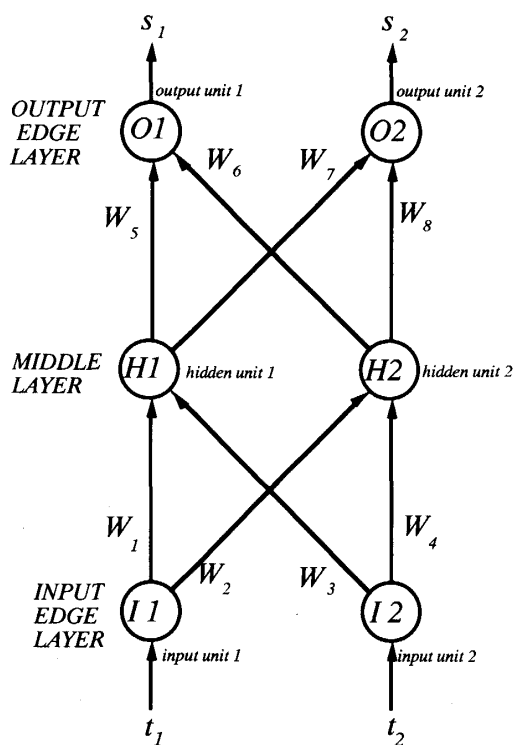 s1 s2
output unit 1 output unit 2
OUTPUT
EDGE
LAYER
O1 O2
W6 W7
W5 W8
MIDDLE
LAYER
H1 hidden unit 1 H2 hidden unit 2
W1 W4
W2 W3
INPUT
EDGE
LAYER
I 1 I 2
input unit 1 input unit 2
t1 t2